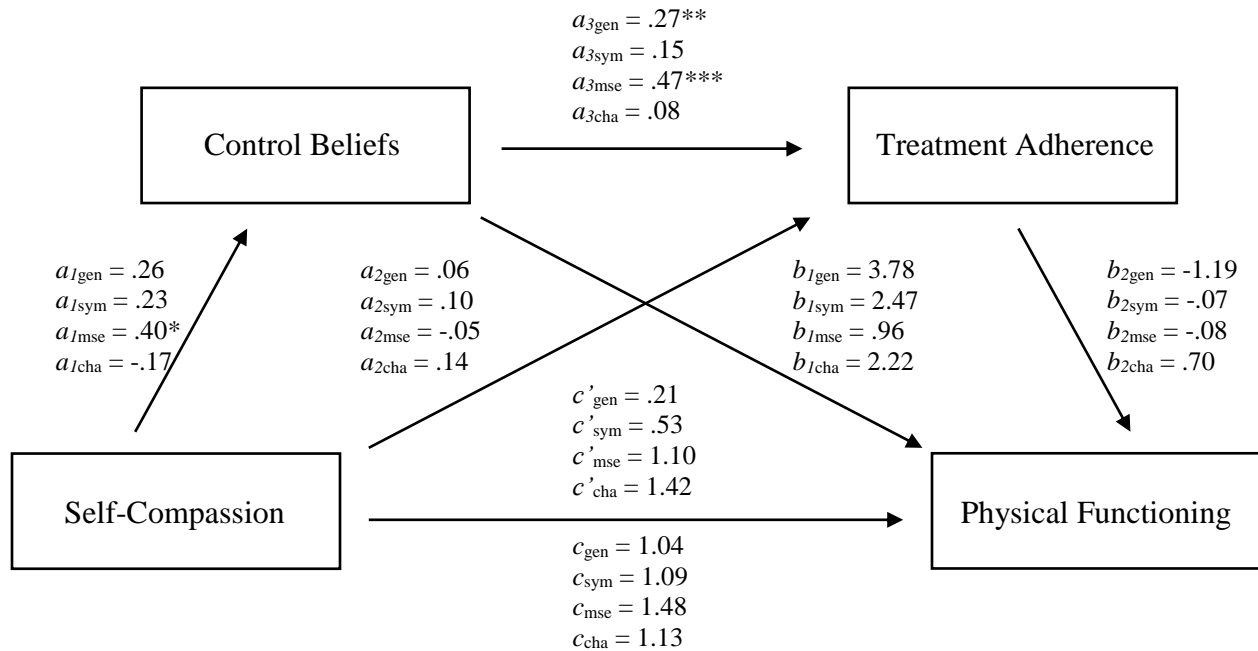 a3gen = .27**
a3sym = .15
a3mse = .47***
a3cha = .08
Control Beliefs
Treatment Adherence
a1gen = .26
a1sym = .23
a1mse = .40*
a1cha = -.17
a2gen = .06
a2sym = .10
a2mse = -.05
a2cha = .14
b1gen = 3.78
b1sym = 2.47
b1mse = .96
b1cha = 2.22
b2gen = -1.19
b2sym = -.07
b2mse = -.08
b2cha = .70
c’gen = .21
c’sym = .53
c’mse = 1.10
c’cha = 1.42
Self-Compassion
Physical Functioning
cgen = 1.04
csym = 1.09
cmse = 1.48
ccha = 1.13